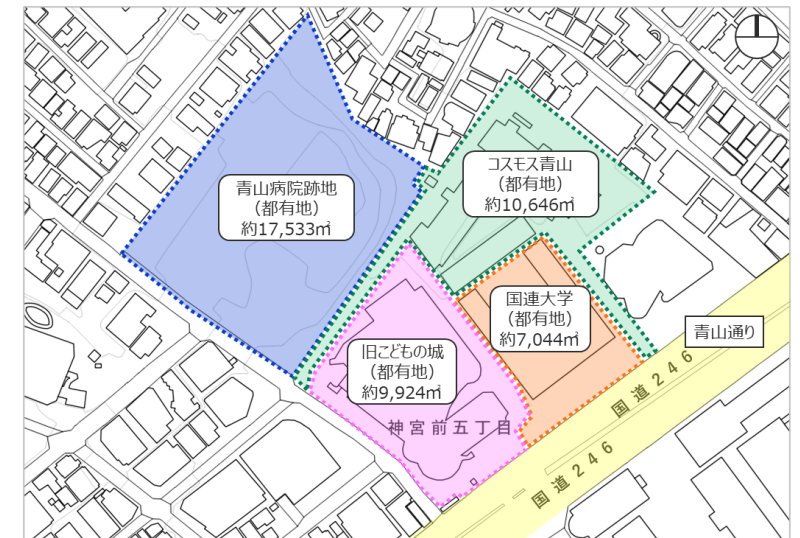 コスモス青山
（都有地）
約10,646㎡
青山病院跡地
（都有地）
約17,533㎡
国連大学
（都有地）
約7,044㎡
青山通り
旧こどもの城
（都有地）
約9,924㎡
神宮前五丁目
国道246
国道246